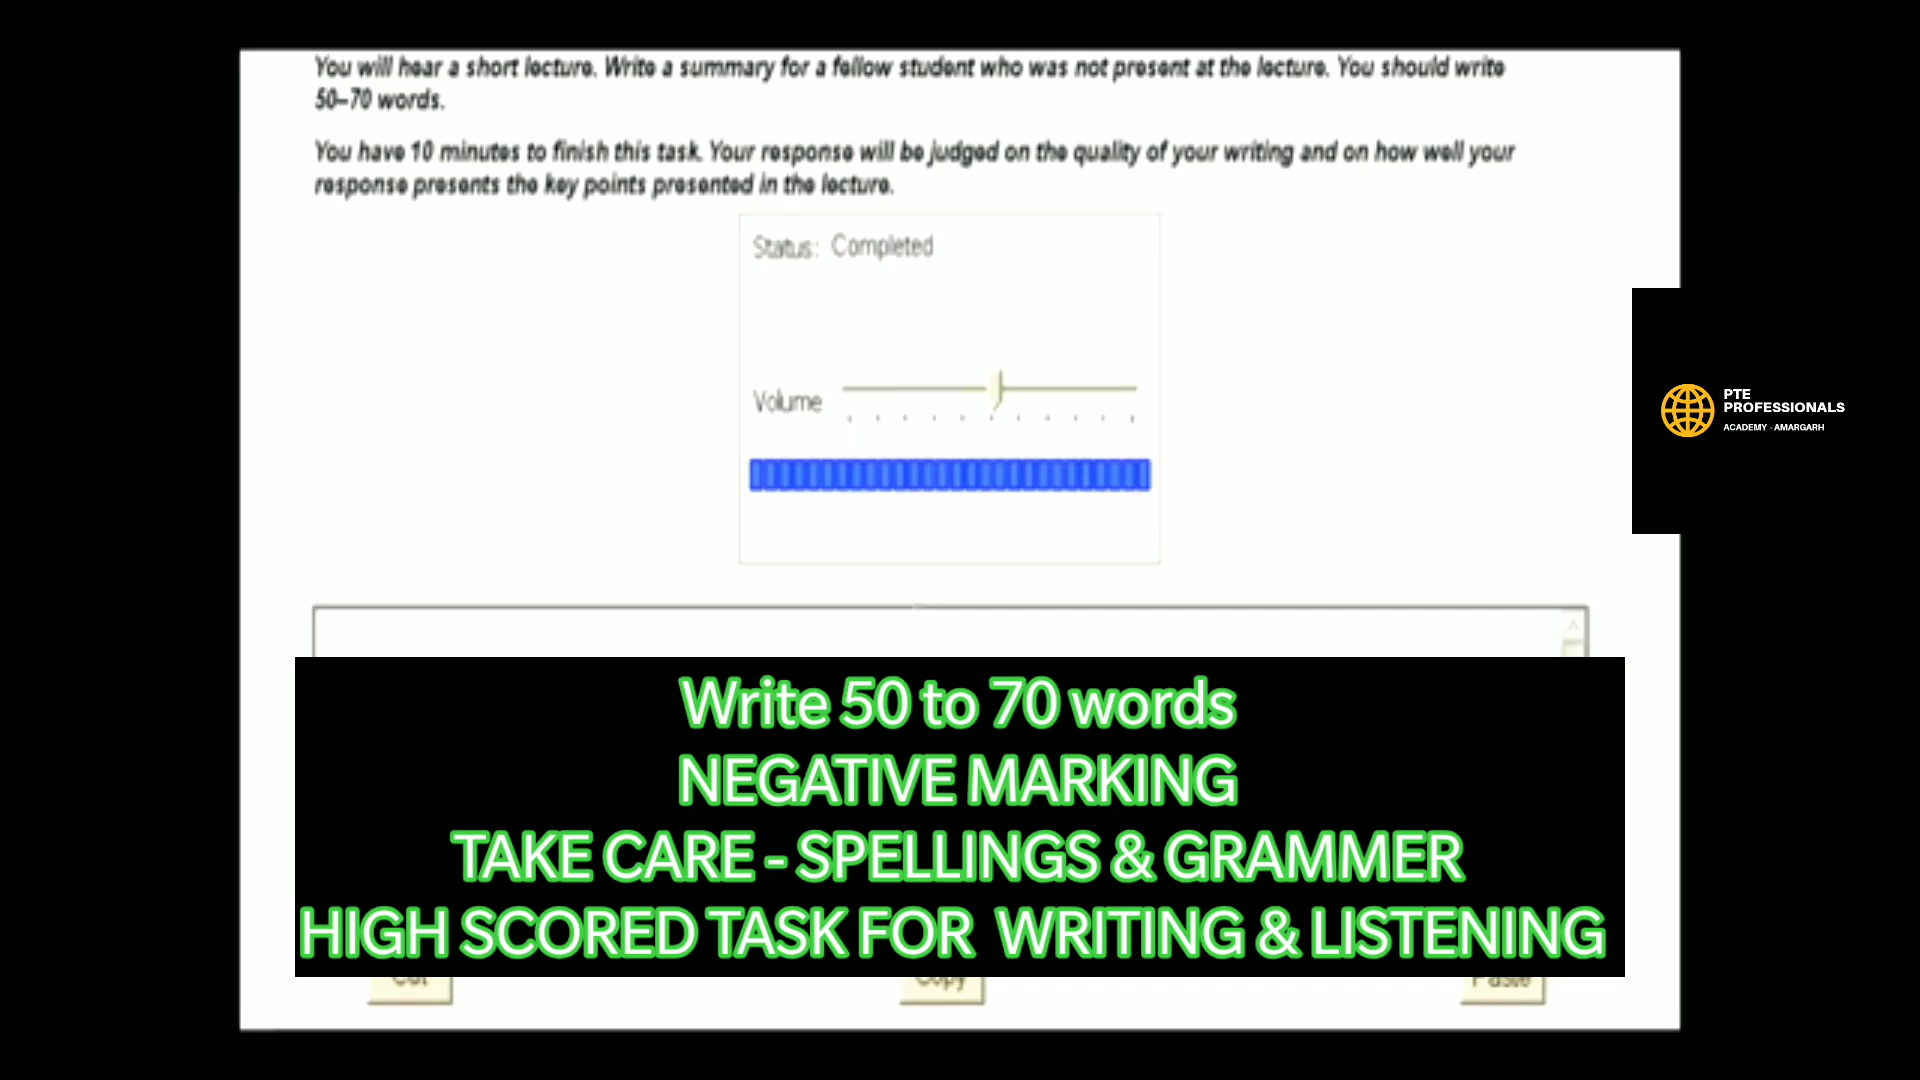 You will hear a short lecture. Write a summary for a fellow student who was not present at the lecture. You should write
50–70 words.
You have 10 minutes to finish this task. Your response will be judged on the quality of your writing and on how well your
response presents the key points presented in the lecture.
Status: Completed
Volume
PTE
PROFESSIONALS
ACADEMY - AMARGARH
Write 50 to 70 words
NEGATIVE MARKING
TAKE CARE - SPELLINGS & GRAMMER
HIGH SCORED TASK FOR WRITING & LISTENING
Cut Copy Paste